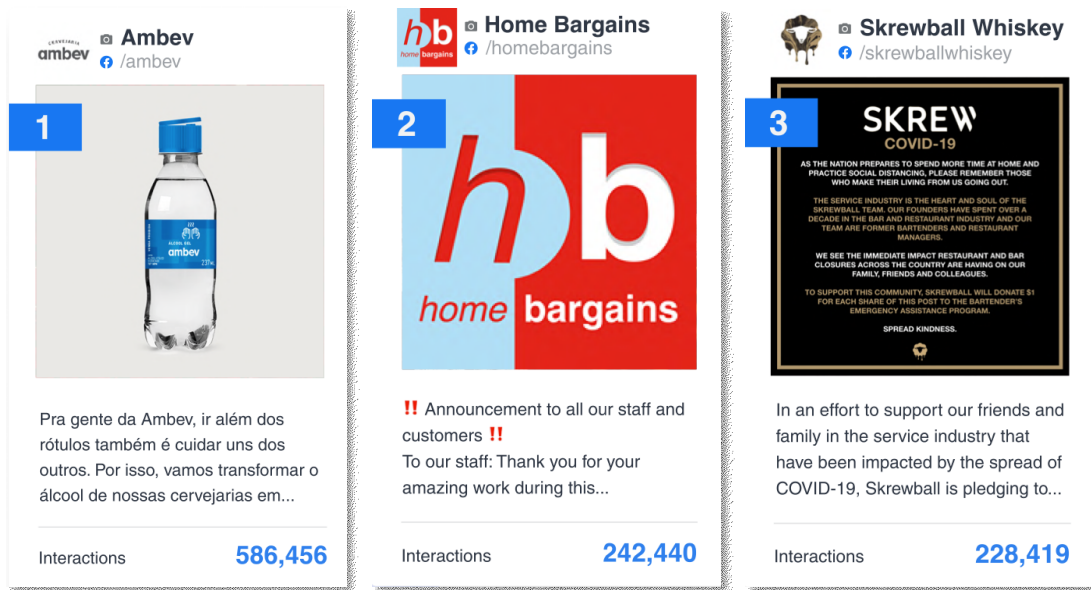 CERVEJARIA
ambev
Ambev
/ambev
1
ÁLCOOL GEL
ambev
237mL
Pra gente da Ambev, ir além dos
rótulos também é cuidar uns dos
outros. Por isso, vamos transformar o
álcool de nossas cervejarias em...
Interactions 586,456
hb
home bargains
Home Bargains
/homebargains
2
hb
home bargains
!! Announcement to all our staff and
customers !!
To our staff: Thank you for your
amazing work during this...
Interactions 242,440
Skrewball Whiskey
/skrewballwhiskey
3
SKREW
COVID-19
AS THE NATION PREPARES TO SPEND MORE TIME AT HOME AND
PRACTICE SOCIAL DISTANCING, PLEASE REMEMBER THOSE
WHO MAKE THEIR LIVING FROM US GOING OUT.
THE SERVICE INDUSTRY IS THE HEART AND SOUL OF THE
SKREWBALL TEAM. OUR FOUNDERS HAVE SPENT OVER A
DECADE IN THE BAR AND RESTAURANT INDUSTRY AND OUR
TEAM ARE FORMER BARTENDERS AND RESTAURANT
MANAGERS.
WE SEE THE IMMEDIATE IMPACT RESTAURANT AND BAR
CLOSURES ACROSS THE COUNTRY ARE HAVING ON OUR
FAMILY, FRIENDS AND COLLEAGUES.
TO SUPPORT THIS COMMUNITY, SKREWBALL WILL DONATE $1
FOR EACH SHARE OF THIS POST TO THE BARTENDER'S
EMERGENCY ASSISTANCE PROGRAM.
SPREAD KINDNESS.
In an effort to support our friends and
family in the service industry that
have been impacted by the spread of
COVID-19, Skrewball is pledging to...
Interactions 228,419